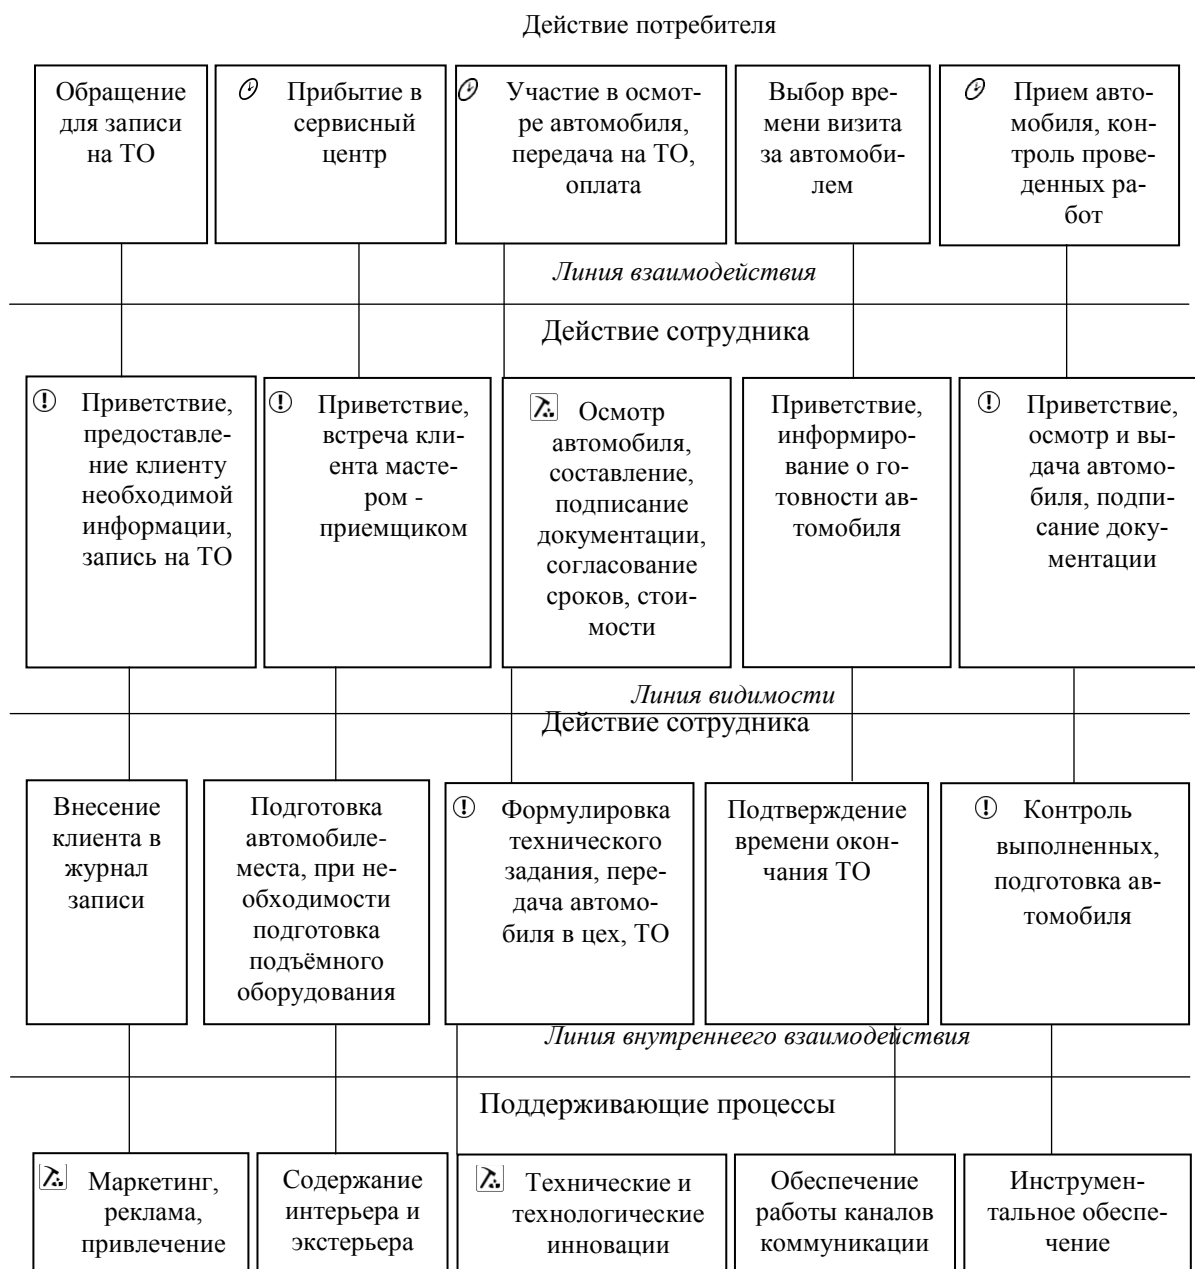 Действие потребителя
Обращение
для записи
на ТО
Прибытие в
сервисный
центр
Участие в осмот-
ре автомобиля,
передача на ТО,
оплата
Выбор вре-
мени визита
за автомоби-
лем
Прием авто-
мобиля, кон-
троль прове-
денных ра-
бот
Линия взаимодействия
Действие сотрудника
Приветствие,
предоставле-
ние клиенту
необходимой
информации,
запись на ТО
Приветствие,
встреча кли-
ента масте-
ром -
приемщиком
Осмотр
автомобиля,
составление,
подписание
документации,
согласование
сроков, стои-
мости
Приветствие,
информиро-
вание о го-
товности ав-
томобиля
Приветствие,
осмотр и вы-
дача автомо-
биля, подпи-
сание доку-
ментации
Линия видимости
Действие сотрудника
Внесение
клиента в
журнал
записи
Подготовка
автомобиле-
места, при не-
обходимости
подготовка
подъёмного
оборудования
Формулировка
технического
задания, пере-
дача автомо-
биля в цех, ТО
Подтверждение
времени окон-
чания ТО
Контроль
выполненных,
подготовка ав-
томобиля
Линия внутреннеего взаимодействия
Поддерживающие процессы
Маркетинг,
реклама,
привлечение
Содержание
интерьера и
экстерьера
Технические и
технологические
инновации
Обеспечение
работы каналов
коммуникации
Инструмен-
тальное обеспе-
чение